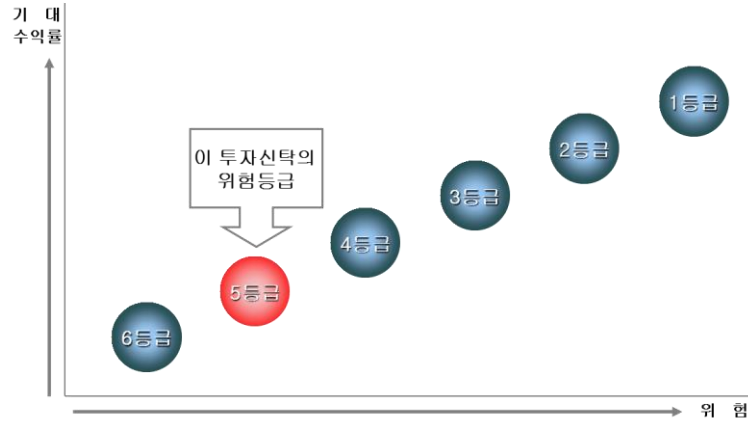 기 대
수익률
1등급
2등급
이 투자신탁의
위험등급
3등급
4등급
5등급
6등급
위 험